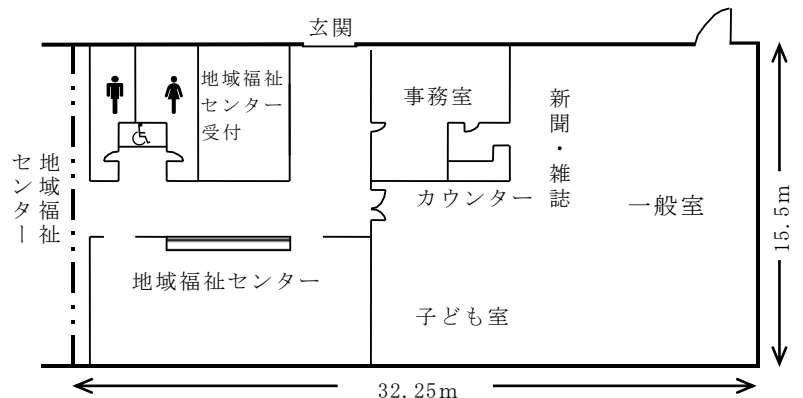 玄関
地域福祉
センター
受付
事務室
新聞・雑誌
地域福祉
センター
カウンター
一般室
15.5m
地域福祉センター
子ども室
32.25m